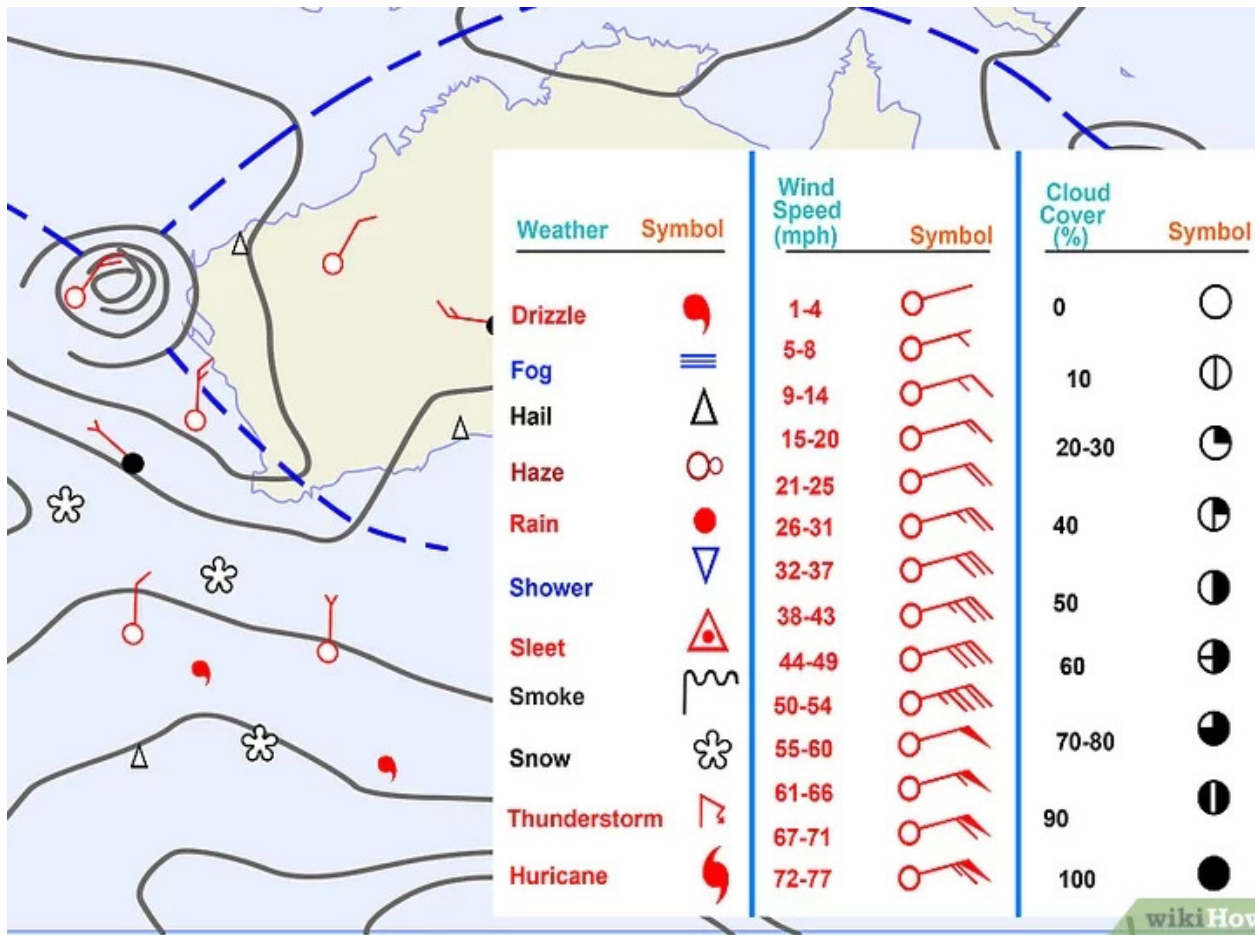 Weather Symbol
Drizzle
Fog
Hail
Haze
Rain
Shower
Sleet
Smoke
Snow
Thunderstorm
Huricane
Wind
Speed
(mph) Symbol
1-4
5-8
9-14
15-20
21-25
26-31
32-37
38-43
44-49
50-54
55-60
61-66
67-71
72-77
Cloud
Cover
(%) Symbol
0
10
20-30
40
50
60
70-80
90
100
wikiHow